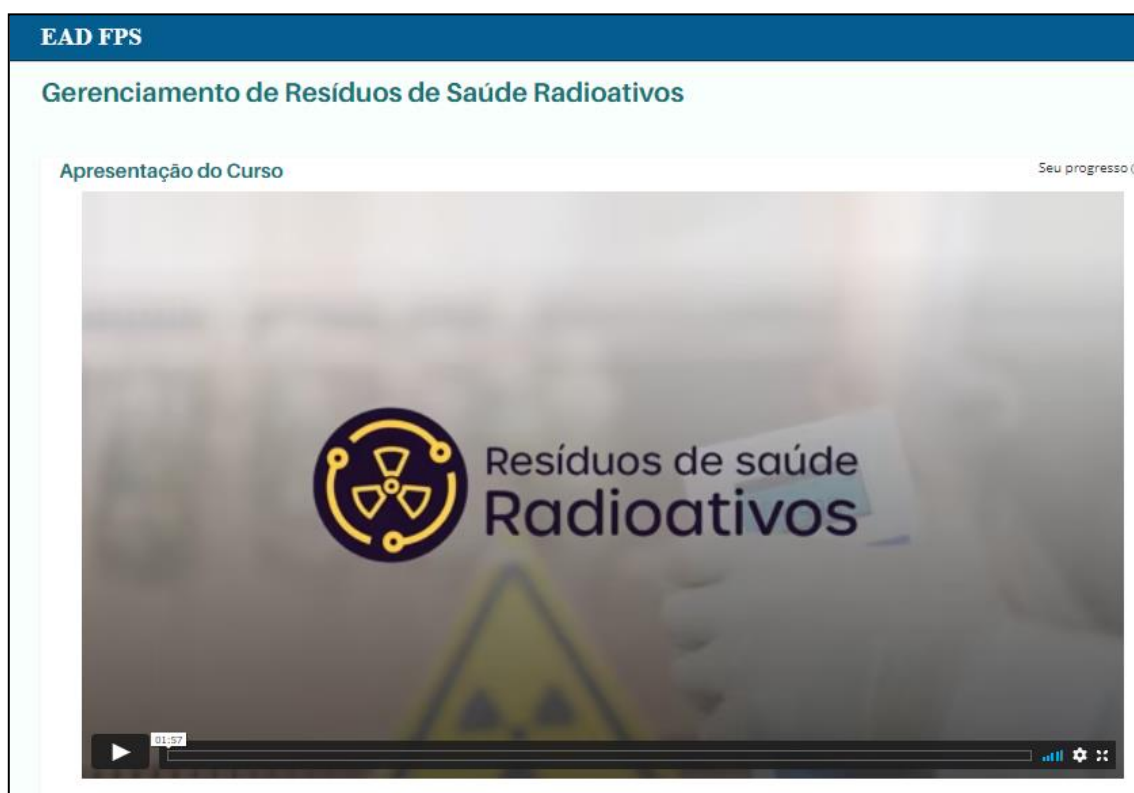 EAD FPS
Gerenciamento de Resíduos de Saúde Radioativos
Apresentação do Curso
Seu progresso
Resíduos de saúde
Radioativos
01:57